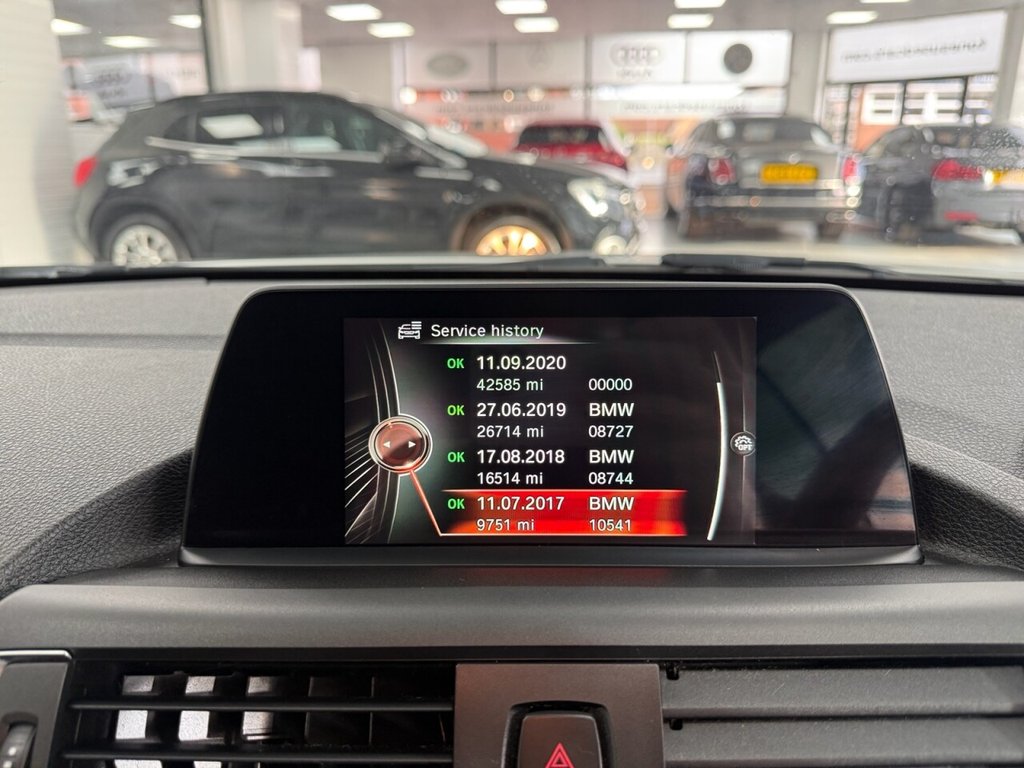 Service history
OK 11.09.2020
42585 mi 00000
OK 27.06.2019 BMW
26714 mi 08727
OK 17.08.2018 BMW
16514 mi 08744
OK 11.07.2017 BMW
9751 mi 10541
OPT